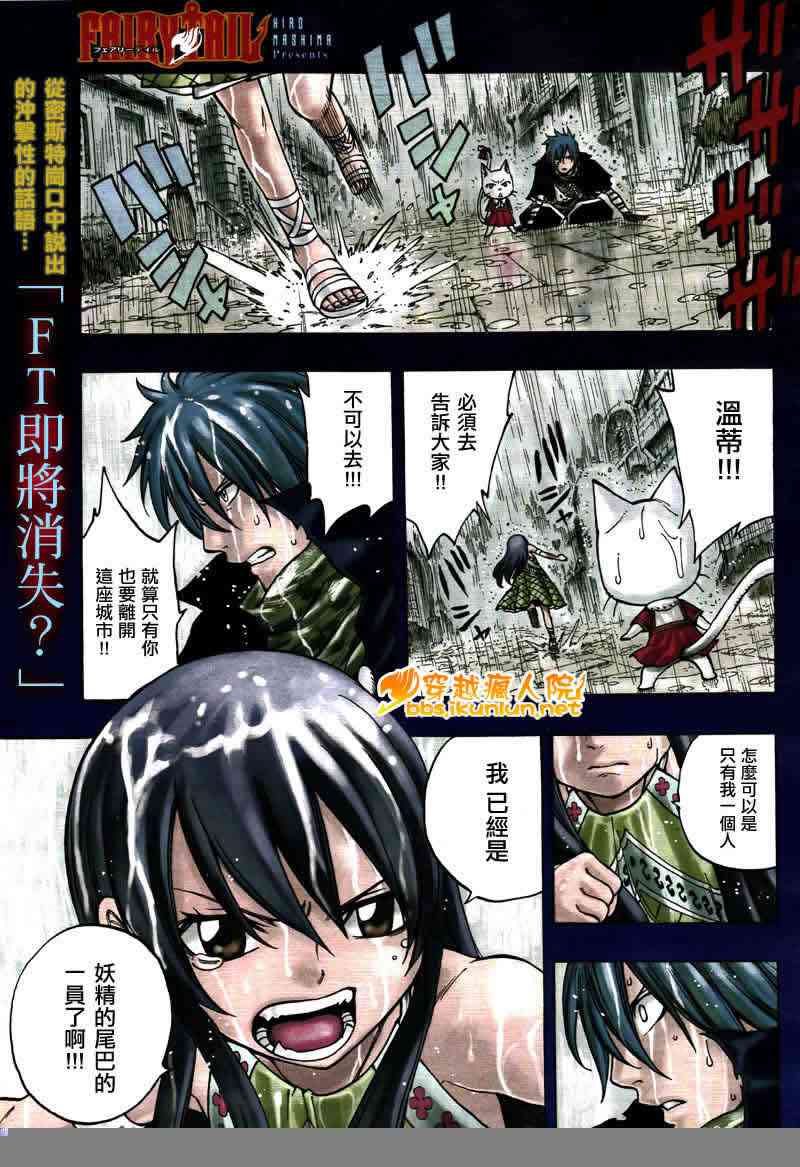 FAIRY TAIL
フェアリーテイル
HIRO
MASHIMA
Presents
從密斯特崗口中說出
的沖擊性的話語…
「FT即將消失?」
溫蒂!!!
必須去
告訴大家!!
不可以去!!!
就算只有你
也要離開
這座城市!!
穿越瘋人院
bbs.ikunlun.net
怎麼可以是
只有我一個人
我已經是
妖精的尾巴的
一員了啊!!!